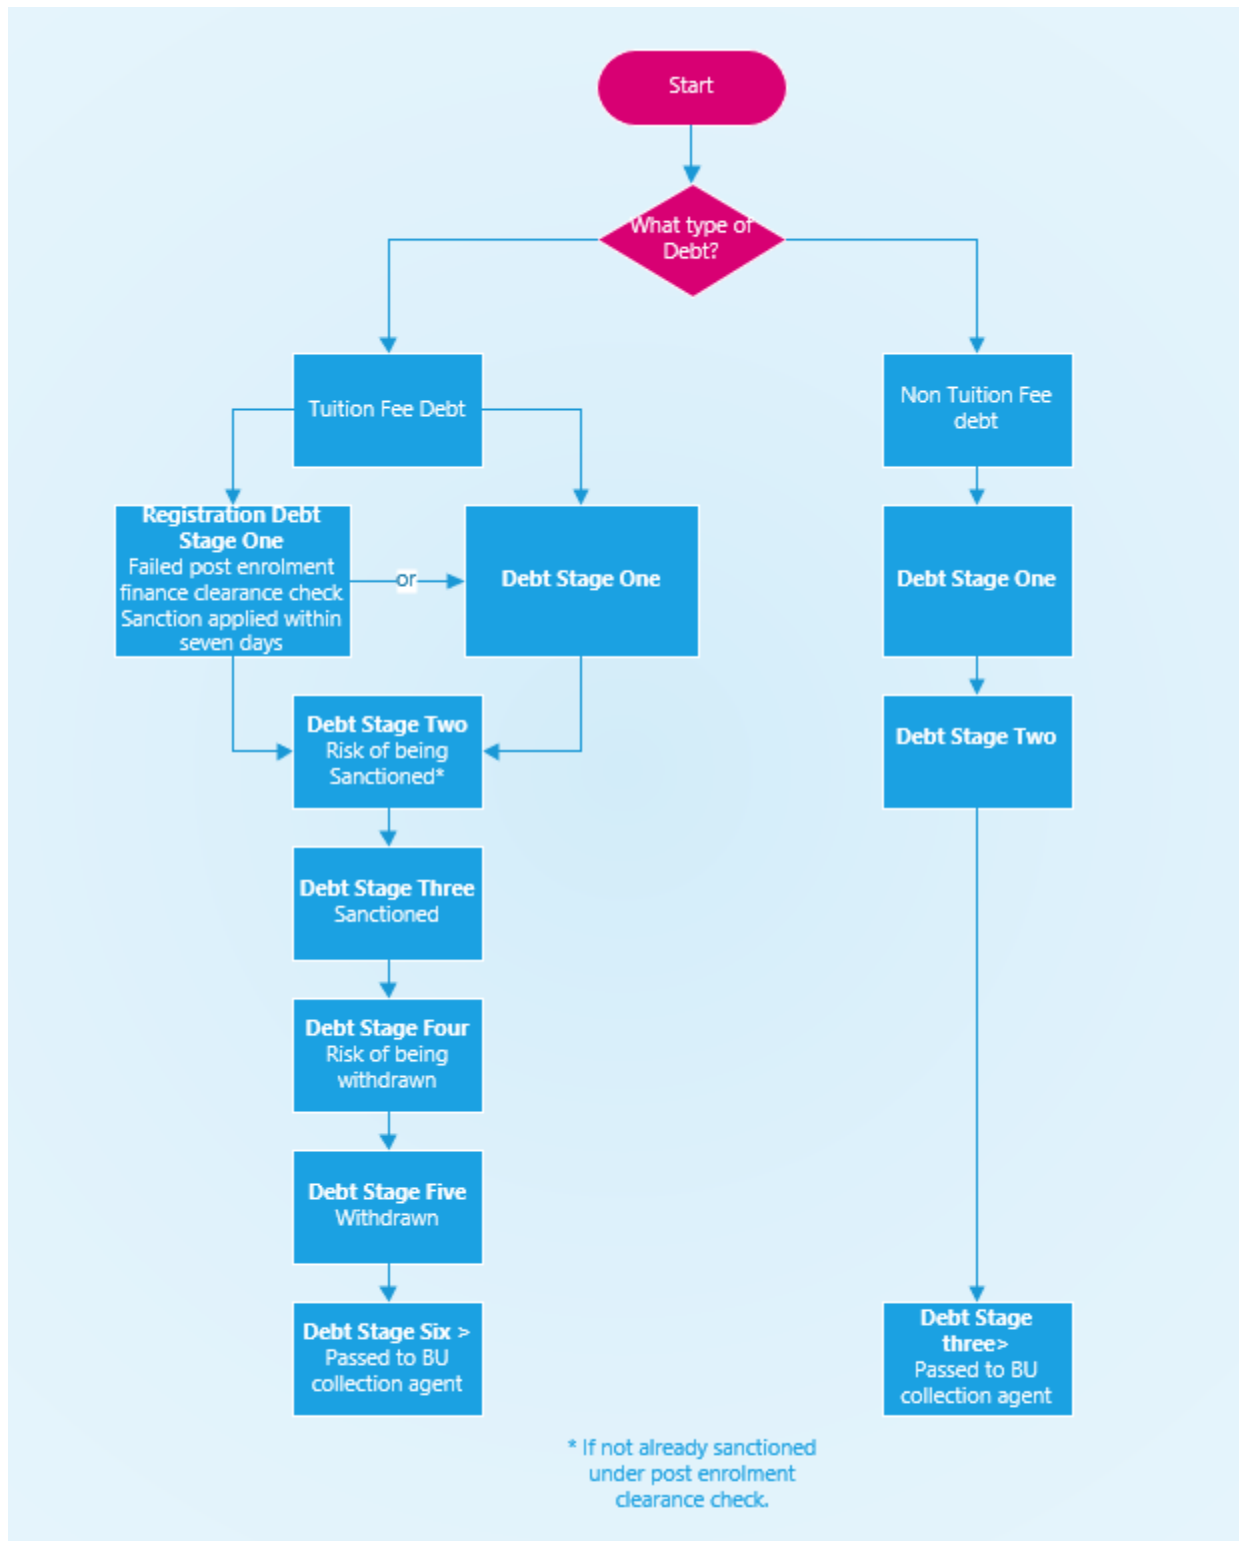 Start
What type of
Debt?
Tuition Fee Debt
Non Tuition Fee
debt
Registration Debt
Stage One
Failed post enrolment
finance clearance check
Sanction applied within
seven days
or
Debt Stage One
Debt Stage One
Debt Stage Two
Risk of being
Sanctioned*
Debt Stage Two
Debt Stage Three
Sanctioned
Debt Stage Four
Risk of being
withdrawn
Debt Stage Five
Withdrawn
Debt Stage Six >
Passed to BU
collection agent
Debt Stage
three>
Passed to BU
collection agent
* If not already sanctioned
under post enrolment
clearance check.